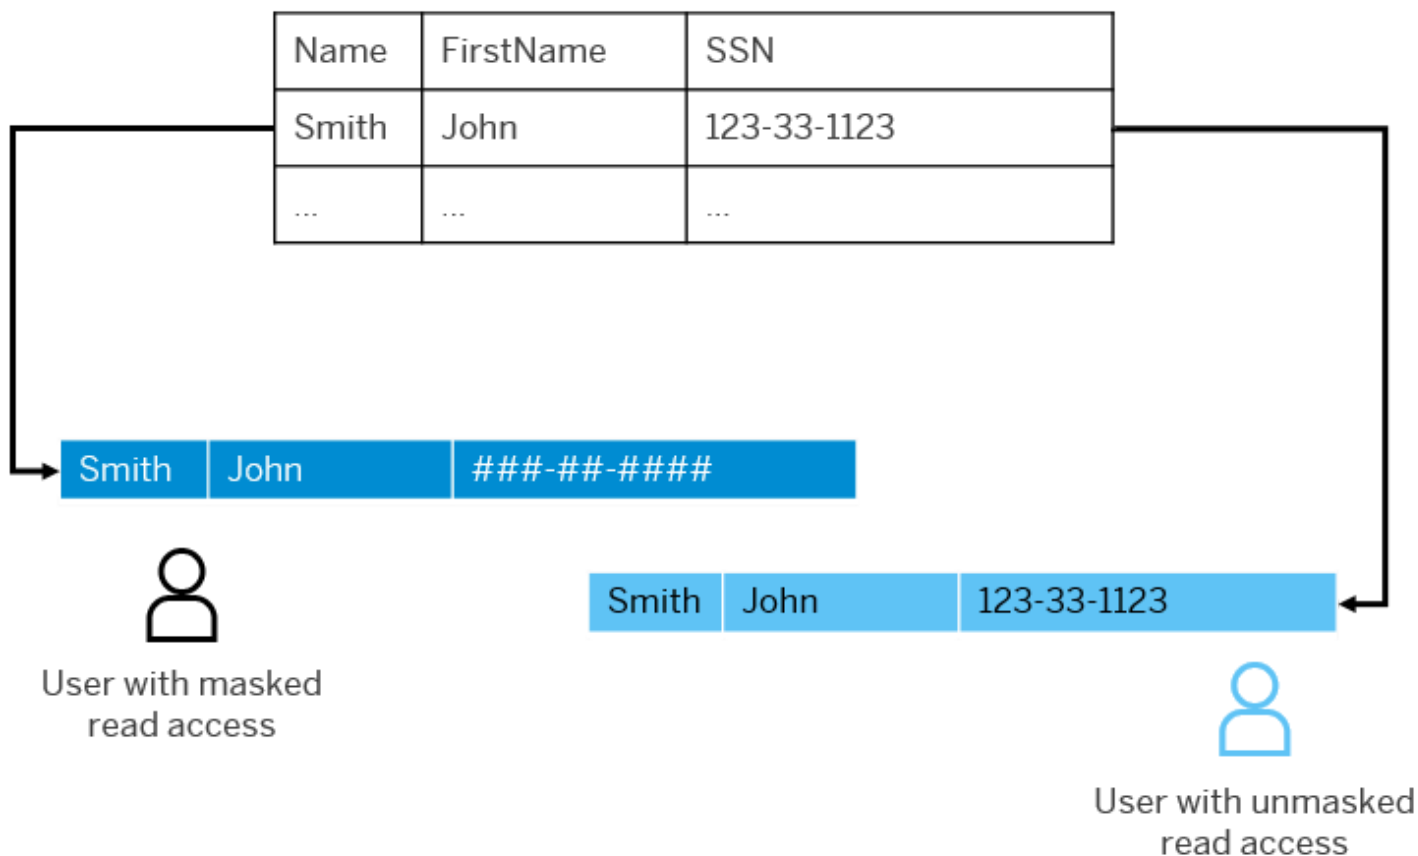 Name FirstName SSN
Smith John 123-33-1123
... ... ...
Smith John ###-##-####
Smith John 123-33-1123
User with masked
read access
User with unmasked
read access